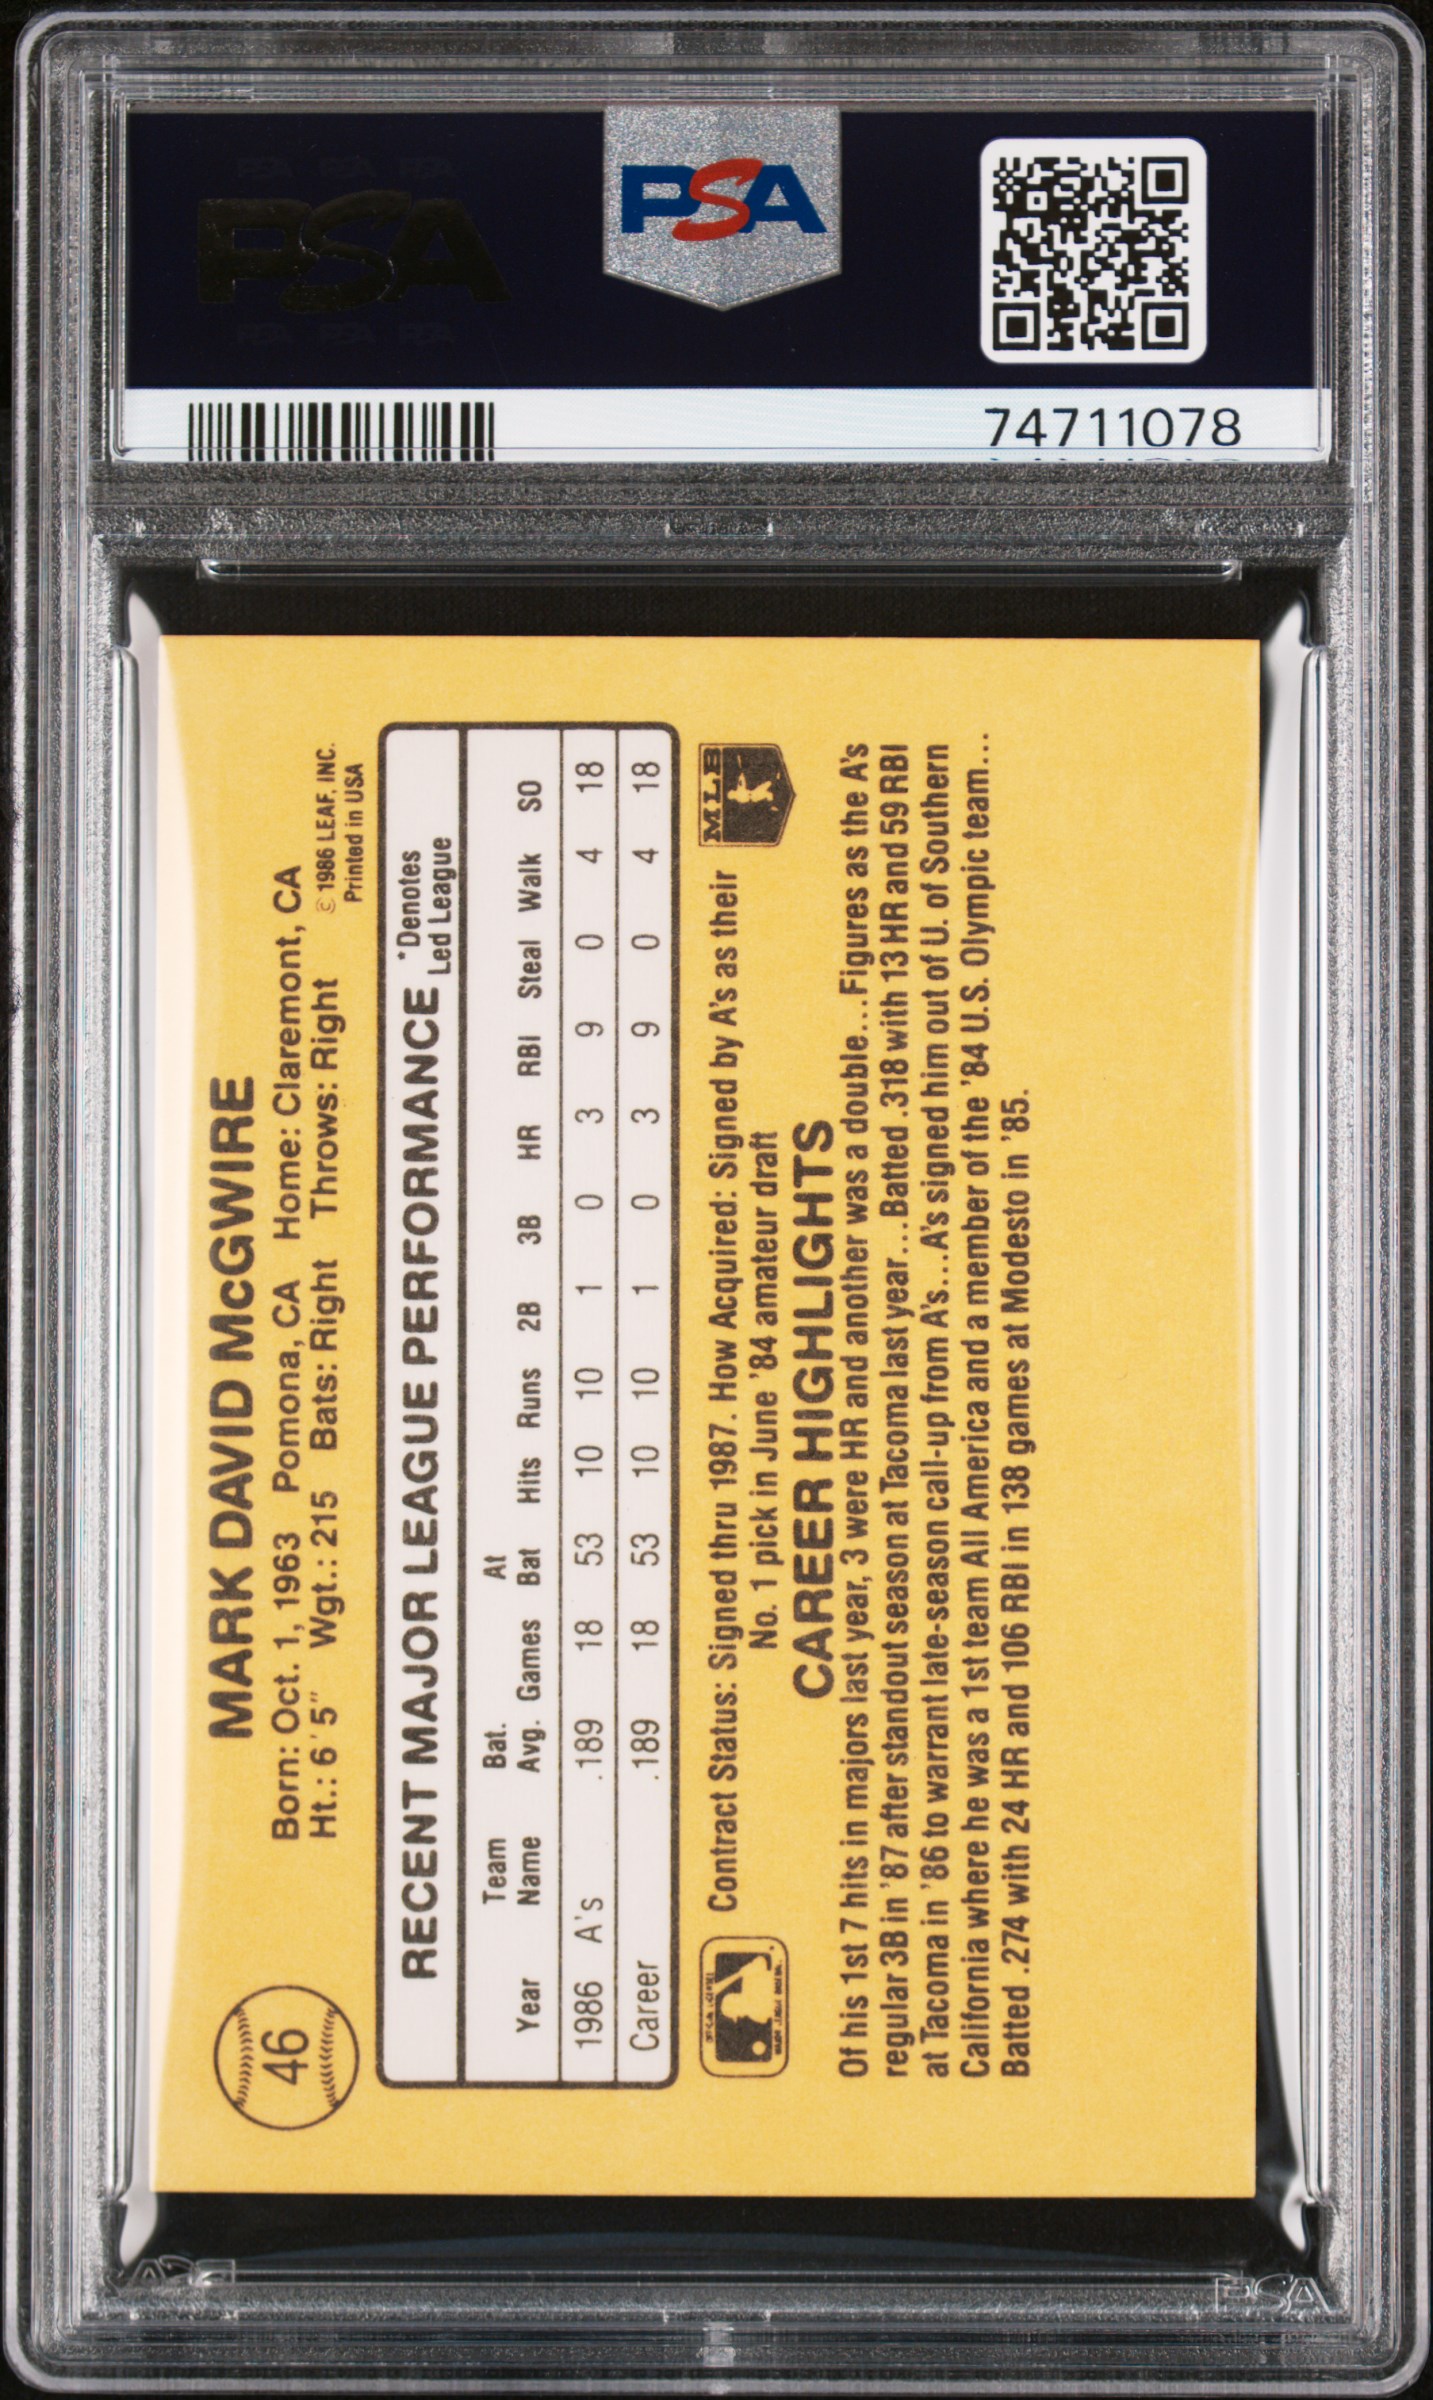 PSA
PSA
74711078
46
MARK DAVID McGWIRE
Born: Oct. 1, 1963 Pomona, CA Home: Claremont, CA
Ht.: 6'5" Wgt.: 215 Bats: Right Throws: Right
© 1986 LEAF, INC.
Printed in USA
RECENT MAJOR LEAGUE PERFORMANCE
*Denotes
Led League
Year Team Name Bat. Avg. Games At Bat Hits Runs 2B 3B HR RBI Steal Walk SO
1986 A's .189 18 53 10 10 1 0 3 9 0 4 18
Career .189 18 53 10 10 1 0 3 9 0 4 18
Contract Status: Signed thru 1987. How Acquired: Signed by A's as their
No. 1 pick in June '84 amateur draft
MLB
CAREER HIGHLIGHTS
Of his 1st 7 hits in majors last year, 3 were HR and another was a double...Figures as the A's
regular 3B in '87 after standout season at Tacoma last year...Batted .318 with 13 HR and 59 RBI
at Tacoma in '86 to warrant late-season call-up from A's...A's signed him out of U. of Southern
California where he was a 1st team All America and a member of the '84 U.S. Olympic team...
Batted .274 with 24 HR and 106 RBI in 138 games at Modesto in '85.
PSA